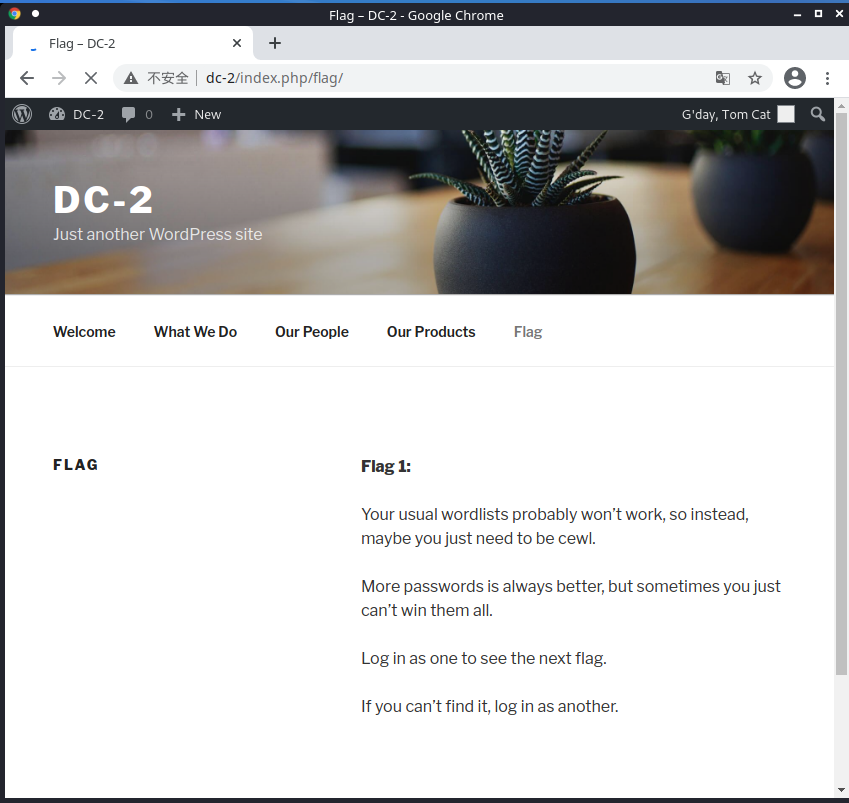 Flag – DC-2 - Google Chrome
Flag – DC-2
不安全 dc-2/index.php/flag/
DC-2 0 New G'day, Tom Cat
DC-2
Just another WordPress site
Welcome What We Do Our People Our Products Flag
FLAG
Flag 1:
Your usual wordlists probably won’t work, so instead,
maybe you just need to be cewl.
More passwords is always better, but sometimes you just
can’t win them all.
Log in as one to see the next flag.
If you can’t find it, log in as another.